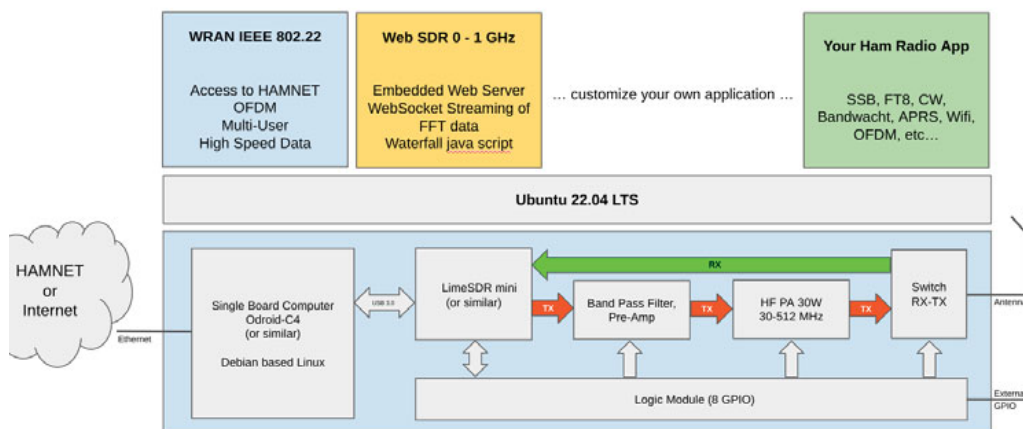 WRAN IEEE 802.22
Access to HAMNET
OFDM
Multi-User
High Speed Data
Web SDR 0 - 1 GHz
Embedded Web Server
WebSocket Streaming of
FFT data
Waterfall java script
... customize your own application ...
Your Ham Radio App
SSB, FT8, CW,
Bandwacht, APRS, Wifi,
OFDM, etc...
Ubuntu 22.04 LTS
HAMNET
or
Internet
Ethernet
Single Board Computer
Odroid-C4
(or similar)
Debian based Linux
USB 3.0
LimeSDR mini
(or similar)
RX
TX
Band Pass Filter,
Pre-Amp
TX
HF PA 30W
30-512 MHz
TX
Switch
RX-TX
Antenn
Logic Module (8 GPIO)
Externa
GPIO